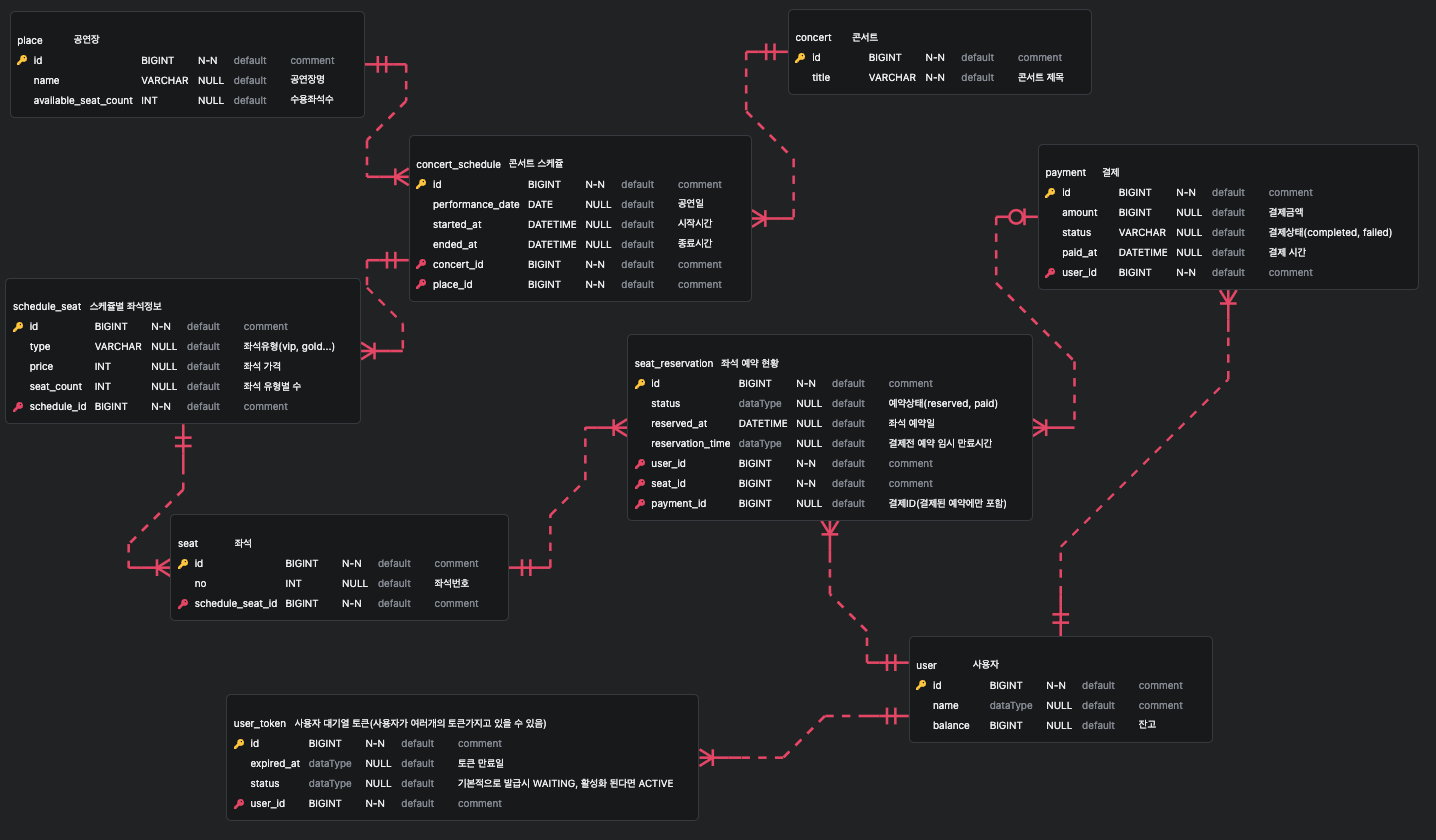 place 공연장
id BIGINT N-N default comment
name VARCHAR NULL default 공연장명
available_seat_count INT NULL default 수용좌석수
concert 콘서트
id BIGINT N-N default comment
title VARCHAR N-N default 콘서트 제목
concert_schedule 콘서트 스케쥴
id BIGINT N-N default comment
performance_date DATE NULL default 공연일
started_at DATETIME NULL default 시작시간
ended_at DATETIME NULL default 종료시간
concert_id BIGINT N-N default comment
place_id BIGINT N-N default comment
payment 결제
id BIGINT N-N default comment
amount BIGINT NULL default 결제금액
status VARCHAR NULL default 결제상태(completed, failed)
paid_at DATETIME NULL default 결제 시간
user_id BIGINT N-N default comment
schedule_seat 스케쥴별 좌석정보
id BIGINT N-N default comment
type VARCHAR NULL default 좌석유형(vip, gold...)
price INT NULL default 좌석 가격
seat_count INT NULL default 좌석 유형별 수
schedule_id BIGINT N-N default comment
seat_reservation 좌석 예약 현황
id BIGINT N-N default comment
status dataType NULL default 예약상태(reserved, paid)
reserved_at DATETIME NULL default 좌석 예약일
reservation_time dataType NULL default 결제전 예약 임시 만료시간
user_id BIGINT N-N default comment
seat_id BIGINT N-N default comment
payment_id BIGINT NULL default 결제ID(결제된 예약에만 포함)
seat 좌석
id BIGINT N-N default comment
no INT NULL default 좌석번호
schedule_seat_id BIGINT N-N default comment
user 사용자
id BIGINT N-N default comment
name dataType NULL default comment
balance BIGINT NULL default 잔고
user_token 사용자 대기열 토큰(사용자가 여러개의 토큰가지고 있을 수 있음)
id BIGINT N-N default comment
expired_at dataType NULL default 토큰 만료일
status dataType NULL default 기본적으로 발급시 WAITING, 활성화 된다면 ACTIVE
user_id BIGINT N-N default comment